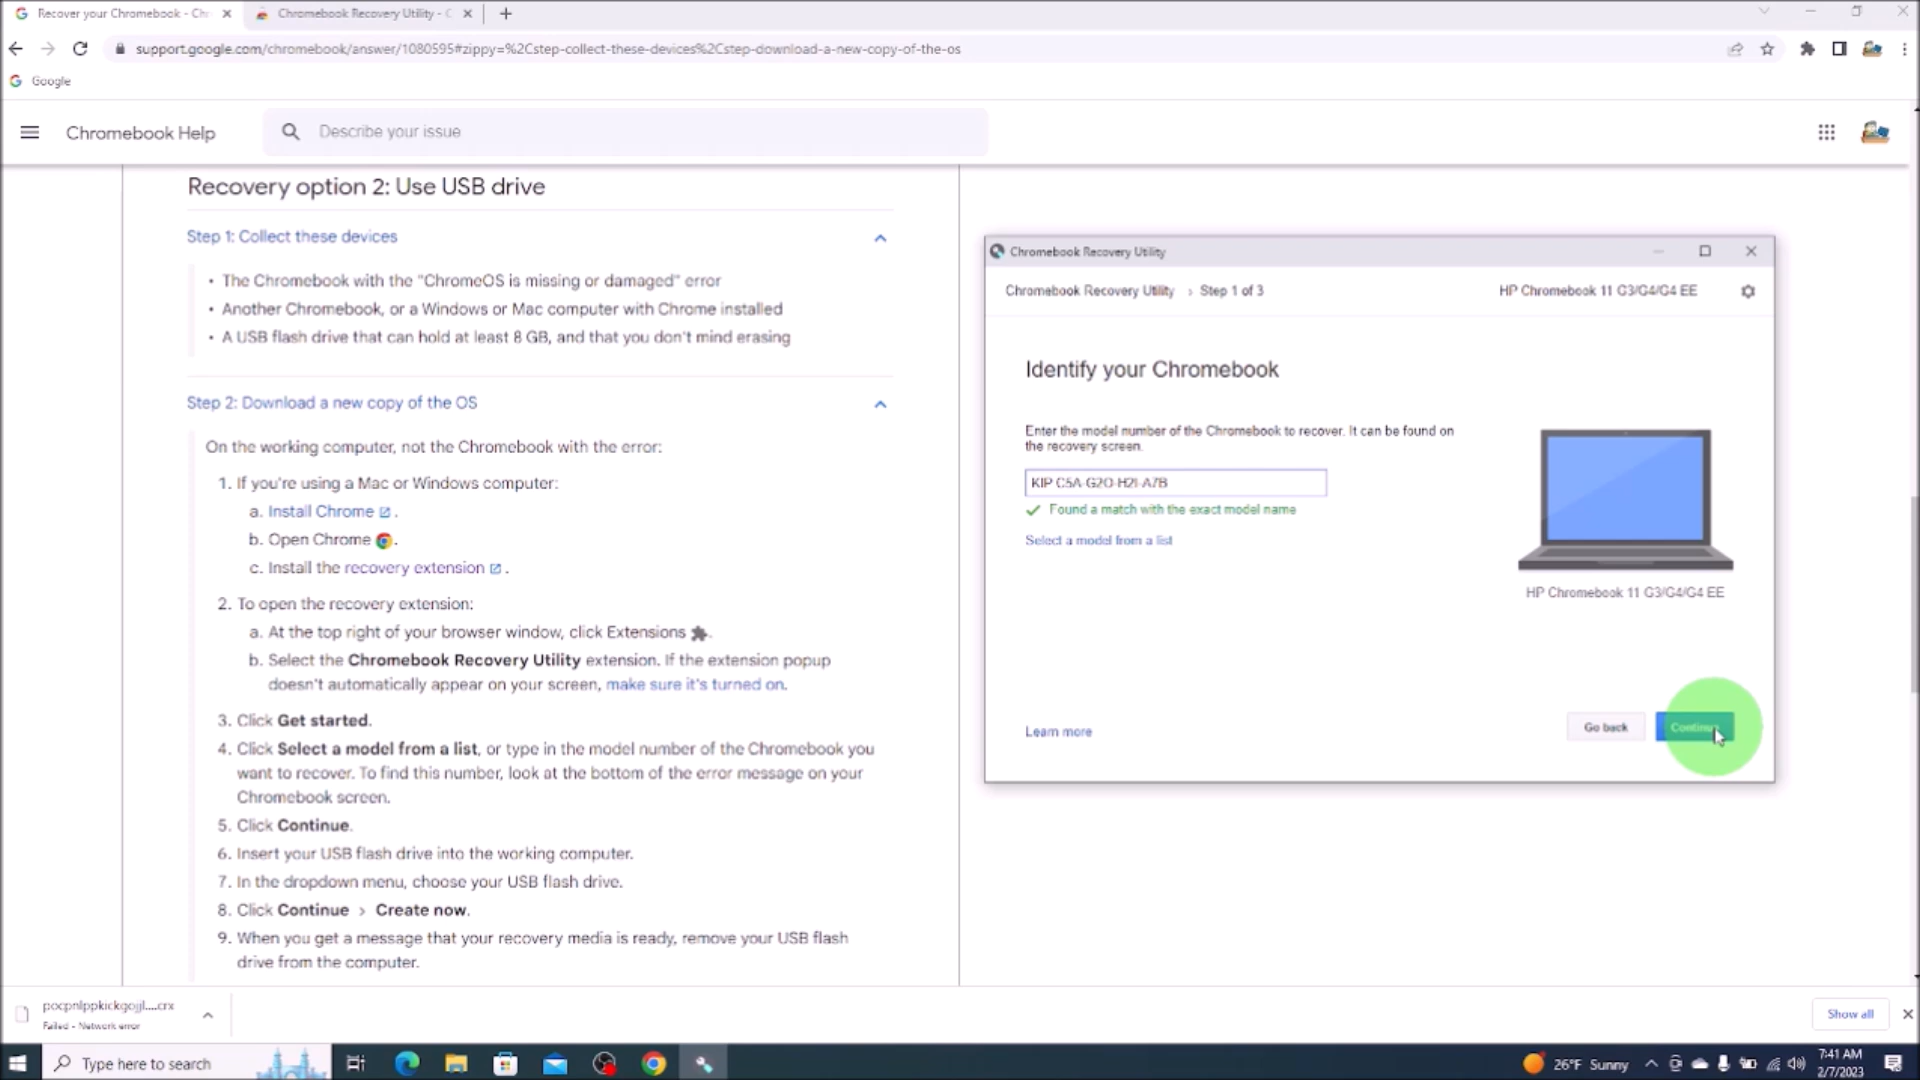 Recover your Chromebook - Chr
Chromebook Recovery Utility - C
support.google.com/chromebook/answer/1080595#zippy=%2Cstep-collect-these-devices%2Cstep-download-a-new-copy-of-the-os
Google
Chromebook Help
Describe your issue
Recovery option 2: Use USB drive
Step 1: Collect these devices
• The Chromebook with the "ChromeOS is missing or damaged" error
• Another Chromebook, or a Windows or Mac computer with Chrome installed
• A USB flash drive that can hold at least 8 GB, and that you don't mind erasing
Step 2: Download a new copy of the OS
On the working computer, not the Chromebook with the error:
1. If you're using a Mac or Windows computer:
a. Install Chrome .
b. Open Chrome .
c. Install the recovery extension .
2. To open the recovery extension:
a. At the top right of your browser window, click Extensions .
b. Select the Chromebook Recovery Utility extension. If the extension popup
doesn't automatically appear on your screen, make sure it's turned on.
3. Click Get started.
4. Click Select a model from a list, or type in the model number of the Chromebook you
want to recover. To find this number, look at the bottom of the error message on your
Chromebook screen.
5. Click Continue.
6. Insert your USB flash drive into the working computer.
7. In the dropdown menu, choose your USB flash drive.
8. Click Continue > Create now.
9. When you get a message that your recovery media is ready, remove your USB flash
drive from the computer.
Chromebook Recovery Utility
Chromebook Recovery Utility › Step 1 of 3
HP Chromebook 11 G3/G4/G4 EE
Identify your Chromebook
Enter the model number of the Chromebook to recover. It can be found on
the recovery screen.
KIP C5A-G2O-H2I-A7B
Found a match with the exact model name
Select a model from a list
HP Chromebook 11 G3/G4/G4 EE
Learn more
Go back
Continue
Failed - Network error
Show all
Type here to search
26°F Sunny
7:41 AM
2/7/2023